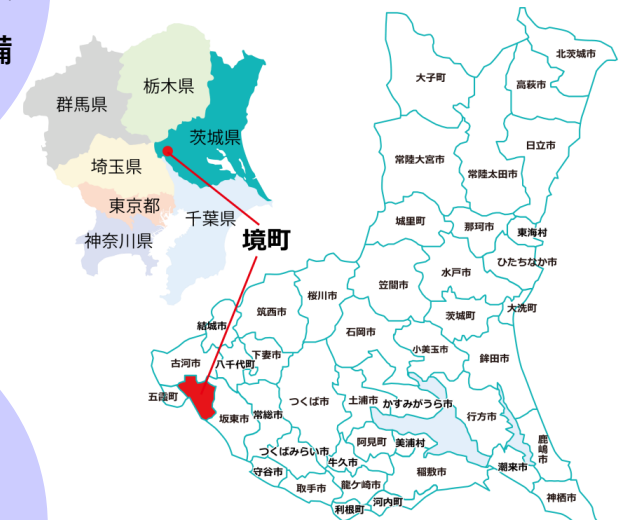 備
栃木県
群馬県
茨城県
埼玉県
東京都
千葉県
神奈川県
境町
北茨城市
大子町
高萩市
日立市
常陸大宮市
常陸太田市
城里町
那珂市
東海村
ひたちなか市
水戸市
笠間市
桜川市
筑西市
大洗町
茨城町
結城市
石岡市
小美玉市
鉾田市
下妻市
古河市
八千代町
五霞町
つくば市
土浦市
かすみがうら市
坂東市
常総市
行方市
阿見町
美浦村
鹿嶋市
つくばみらい市
牛久市
守谷市
稲敷市
潮来市
取手市
龍ケ崎市
河内町
利根町
神栖市